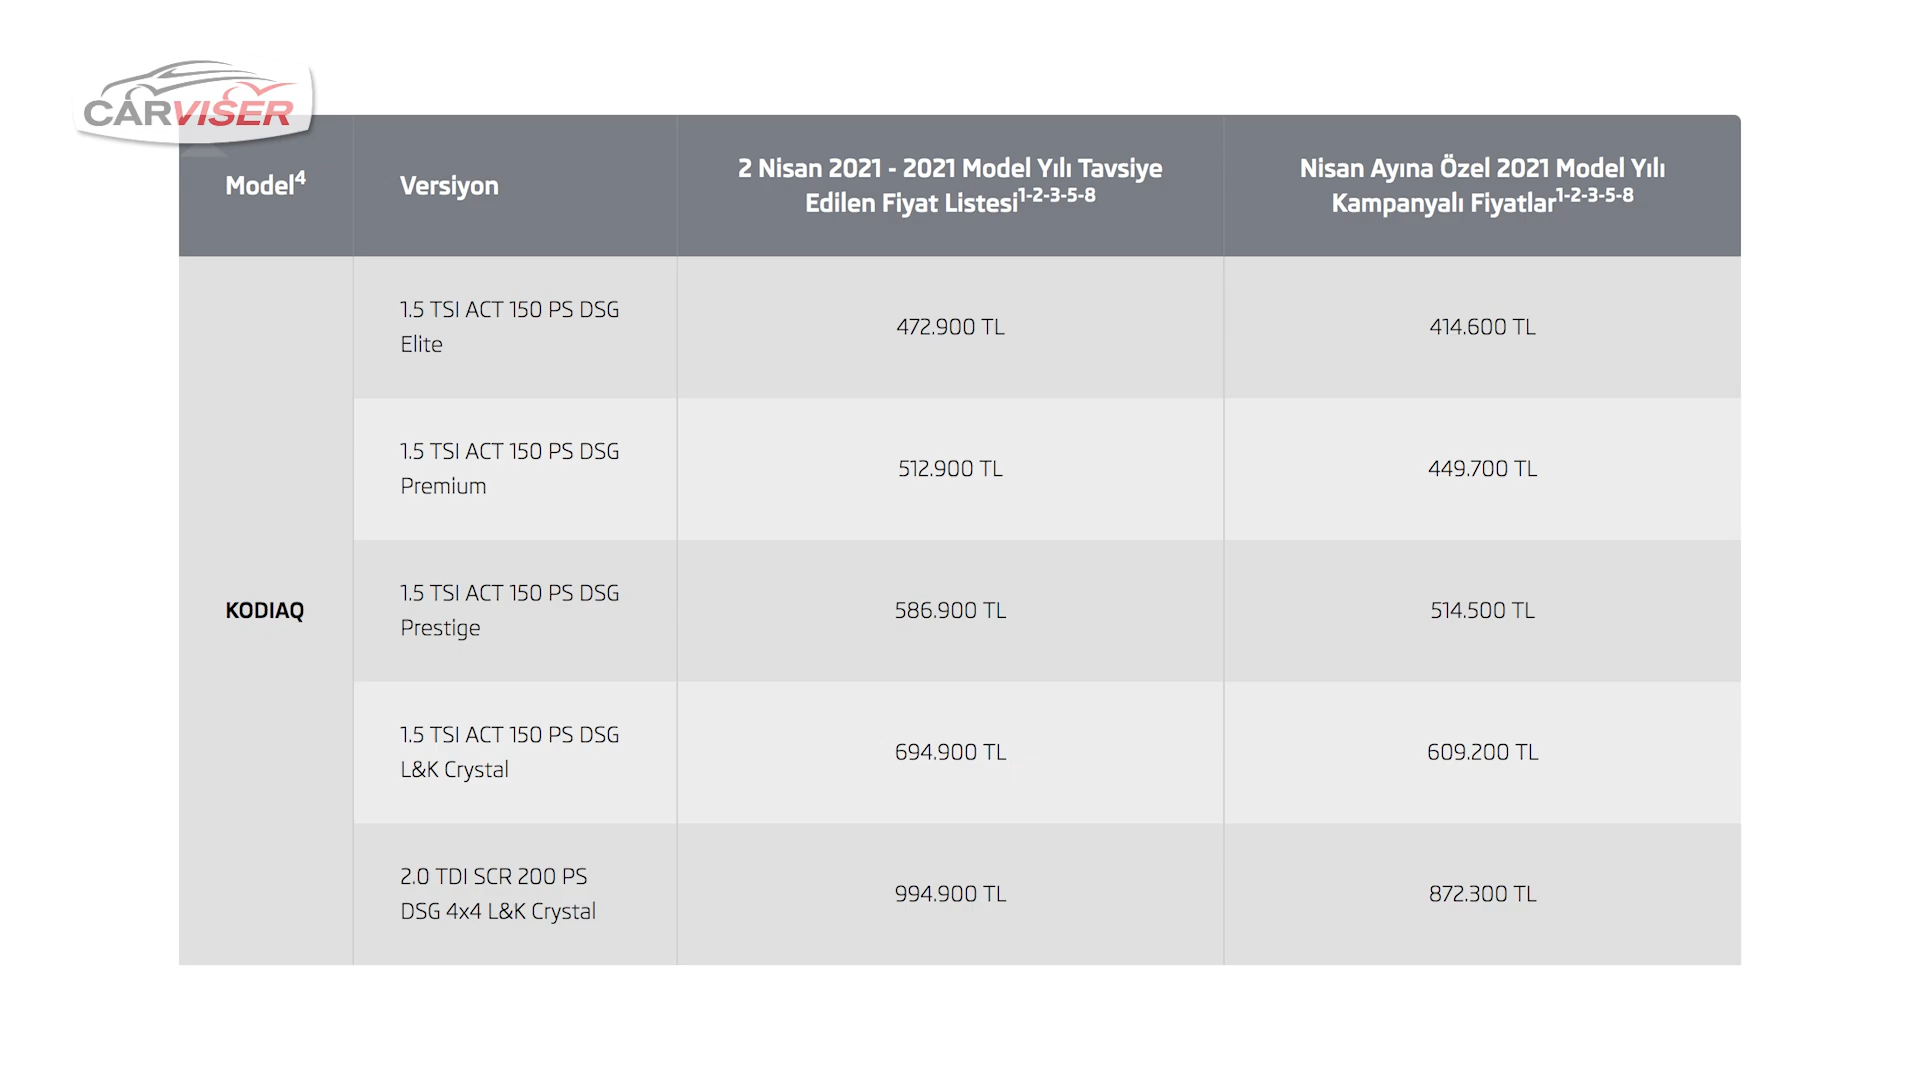 CARVISER
Model4
Versiyon
2 Nisan 2021 - 2021 Model Yılı Tavsiye
Edilen Fiyat Listesi1-2-3-5-8
Nisan Ayına Özel 2021 Model Yılı
Kampanyalı Fiyatlar1-2-3-5-8
KODIAQ
1.5 TSI ACT 150 PS DSG
Elite
472.900 TL
414.600 TL
1.5 TSI ACT 150 PS DSG
Premium
512.900 TL
449.700 TL
1.5 TSI ACT 150 PS DSG
Prestige
586.900 TL
514.500 TL
1.5 TSI ACT 150 PS DSG
L&K Crystal
694.900 TL
609.200 TL
2.0 TDI SCR 200 PS
DSG 4x4 L&K Crystal
994.900 TL
872.300 TL